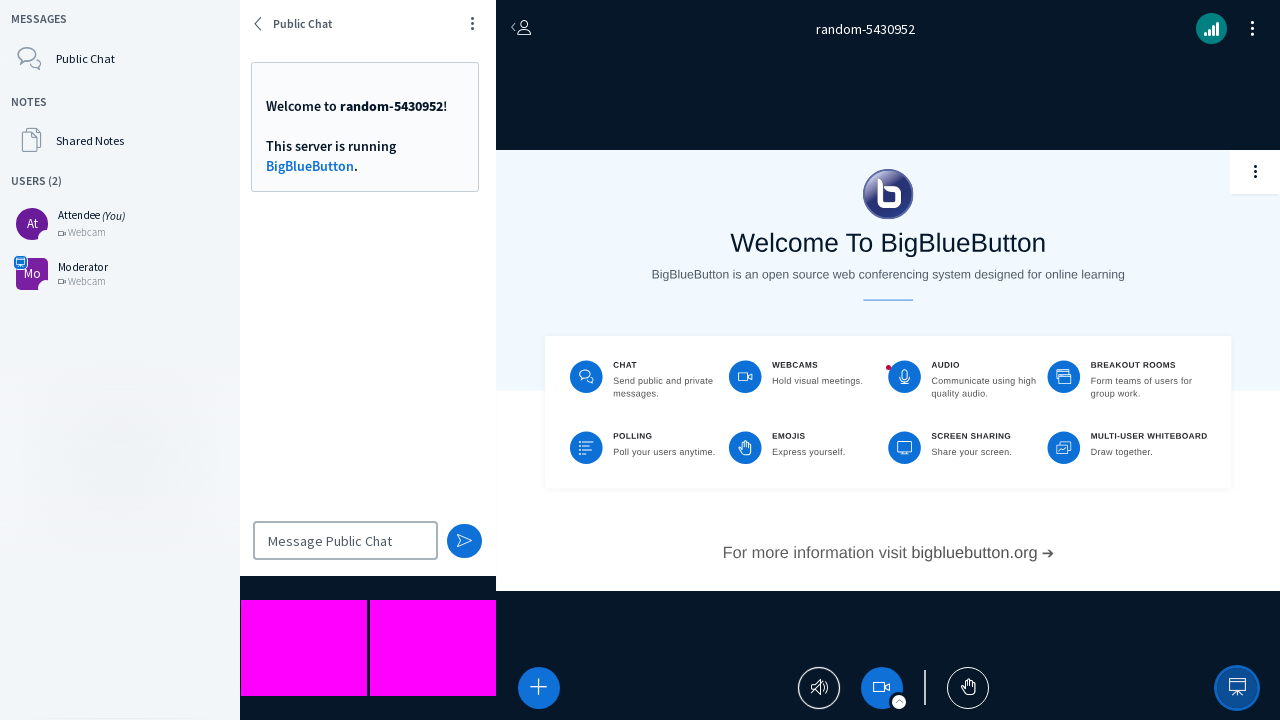 MESSAGES
Public Chat
NOTES
Shared Notes
USERS (2)
At
Attendee (You)
Webcam
Mo
Moderator
Webcam
Public Chat
Welcome to random-5430952!
This server is running
BigBlueButton.
Message Public Chat
random-5430952
b
Welcome To BigBlueButton
BigBlueButton is an open source web conferencing system designed for online learning
CHAT
Send public and private
messages.
WEBCAMS
Hold visual meetings.
AUDIO
Communicate using high
quality audio.
BREAKOUT ROOMS
Form teams of users for
group work.
POLLING
Poll your users anytime.
EMOJIS
Express yourself.
SCREEN SHARING
Share your screen.
MULTI-USER WHITEBOARD
Draw together.
For more information visit bigbluebutton.org ➔